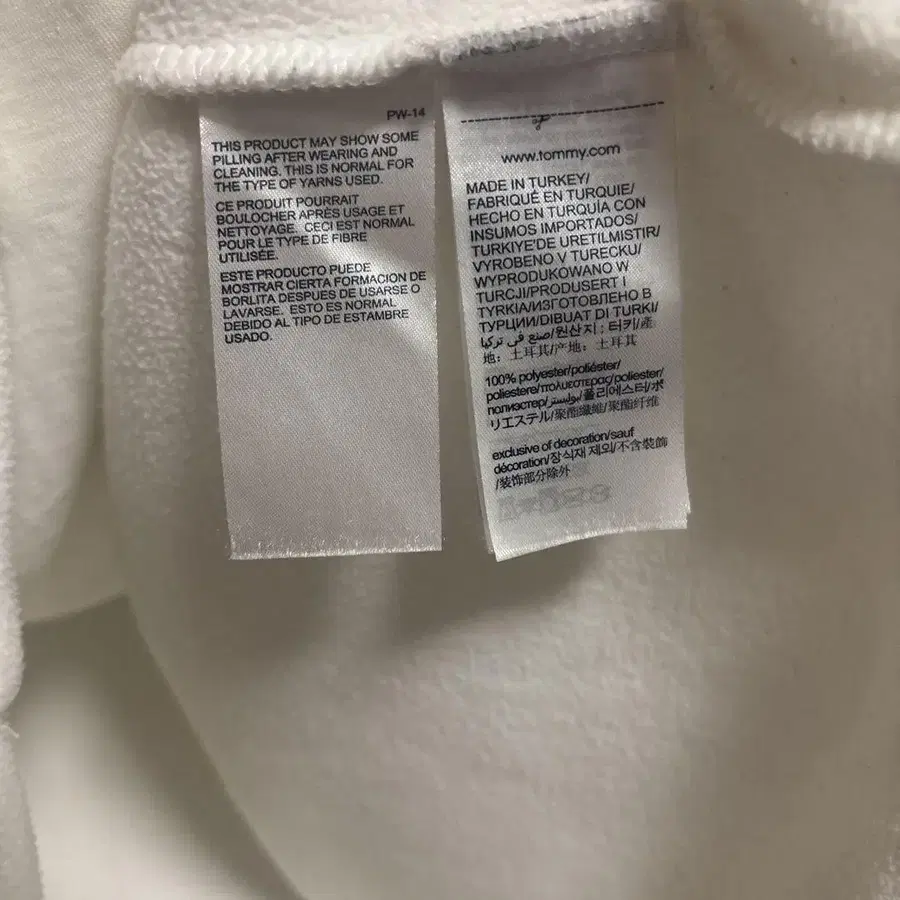 PW-14
THIS PRODUCT MAY SHOW SOME
PILLING AFTER WEARING AND
CLEANING. THIS IS NORMAL FOR
THE TYPE OF YARNS USED.
CE PRODUIT POURRAIT
BOULOCHER APRÈS USAGE ET
NETTOYAGE. CECI EST NORMAL
POUR LE TYPE DE FIBRE
UTILISÉE.
ESTE PRODUCTO PUEDE
MOSTRAR CIERTA FORMACION DE
BORLITA DESPUES DE USARSE O
LAVARSE. ESTO ES NORMAL
DEBIDO AL TIPO DE ESTAMBRE
USADO.
www.tommy.com
MADE IN TURKEY/
FABRIQUÉ EN TURQUIE/
HECHO EN TURQUÍA CON
INSUMOS IMPORTADOS/
TURKIYE'DE URETILMISTIR/
VYROBENO V TURECKU/
WYPRODUKOWANO W
TURCJI/PRODUSERT I
TYRKIA/ИЗГОТОВЛЕНО В
ТУРЦИИ/DIBUAT DI TURKI/
صنع في تركيا/원산지 : 터키/產
地：土耳其/产地：土耳其
100% polyester/poliéster/
poliestere/πολυεστερας/poliester/
полиэстер/بوليستر/폴리에스터/ポ
リエステル/聚酯纖維/聚酯纤维
exclusive of decoration/sauf
décoration/장식재 제외/不含裝飾
/装饰部分除外